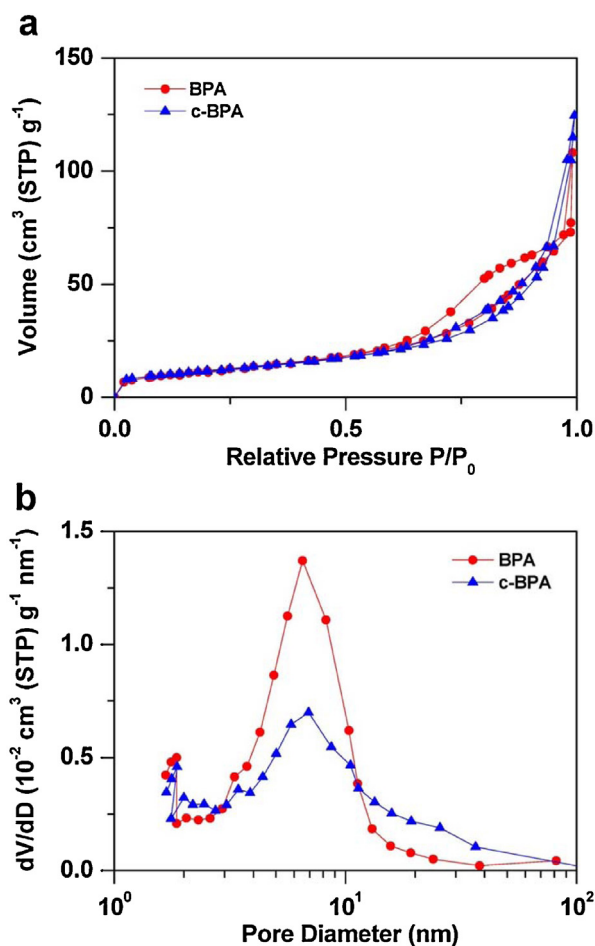 a
150
BPA
c-BPA
100
50
0
Volume (cm³ (STP) g⁻¹)
0.0 0.5 1.0
Relative Pressure P/P₀
b
1.5
BPA
c-BPA
1.0
0.5
0.0
dV/dD (10⁻² cm³ (STP) g⁻¹ nm⁻¹)
10⁰ 10¹ 10²
Pore Diameter (nm)